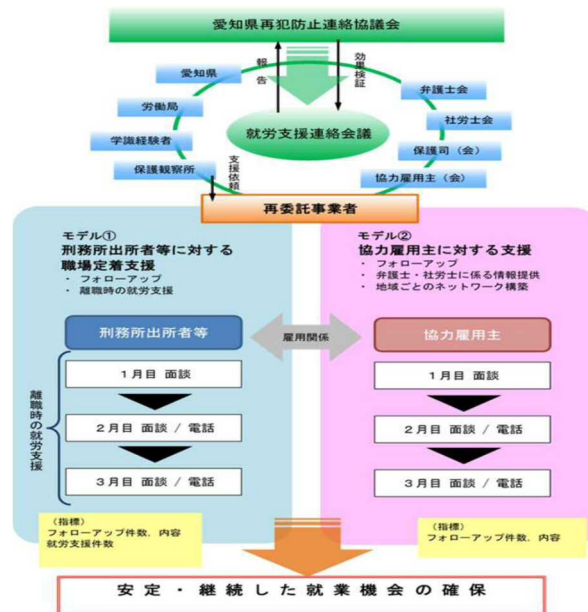 愛知県再犯防止連絡協議会
報告
効果検証
愛知県
労働局
学識経験者
保護観察所
弁護士会
社労士会
保護司（会）
協力雇用主（会）
就労支援連絡会議
支援依頼
再委託事業者
モデル①
刑務所出所者等に対する
職場定着支援
・ フォローアップ
・ 離職時の就労支援
モデル②
協力雇用主に対する支援
・ フォローアップ
・ 弁護士・社労士に係る情報提供
・ 地域ごとのネットワーク構築
刑務所出所者等
雇用関係
協力雇用主
離職時の就労支援
1月目 面談
2月目 面談 / 電話
3月目 面談 / 電話
1月目 面談
2月目 面談 / 電話
3月目 面談 / 電話
（指標）
フォローアップ件数、内容
就労支援件数
（指標）
フォローアップ件数、内容
安定・継続した就業機会の確保